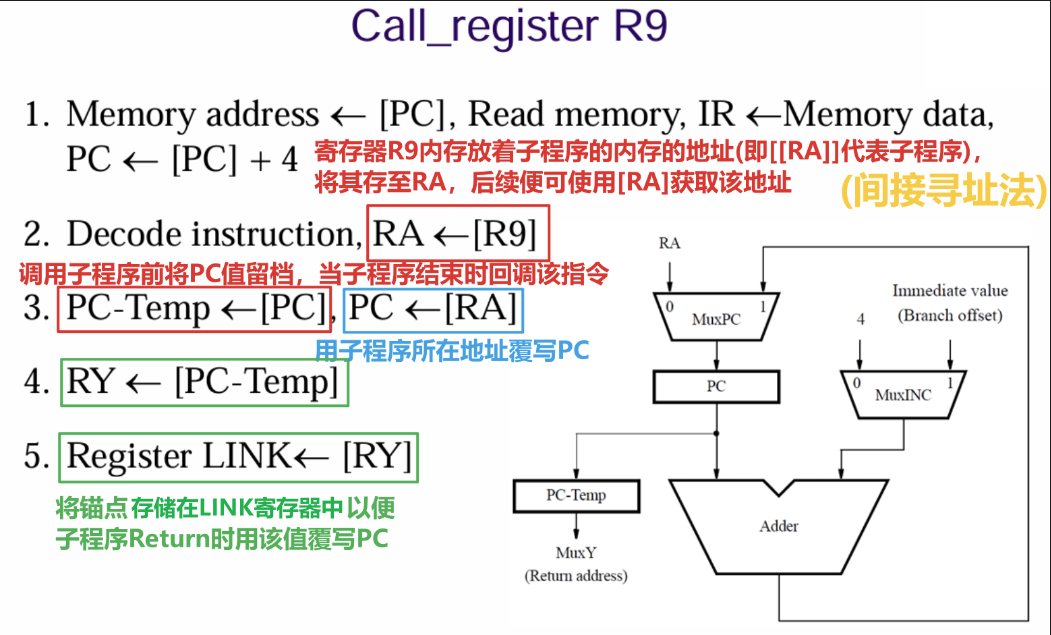 Call_register R9
1. Memory address ← [PC], Read memory, IR ←Memory data,
PC ← [PC] + 4
寄存器R9内存放着子程序的内存的地址(即[[RA]]代表子程序),
将其存至RA，后续便可使用[RA]获取该地址
(间接寻址法)
2. Decode instruction, RA ←[R9]
调用子程序前将PC值留档，当子程序结束时回调该指令
3. PC-Temp ←[PC], PC ←[RA]
用子程序所在地址覆写PC
4. RY ← [PC-Temp]
5. Register LINK← [RY]
将锚点存储在LINK寄存器中以便
子程序Return时用该值覆写PC
RA
0 1
MuxPC
Immediate value
(Branch offset)
4
0 1
MuxINC
PC
PC-Temp
Adder
MuxY
(Return address)